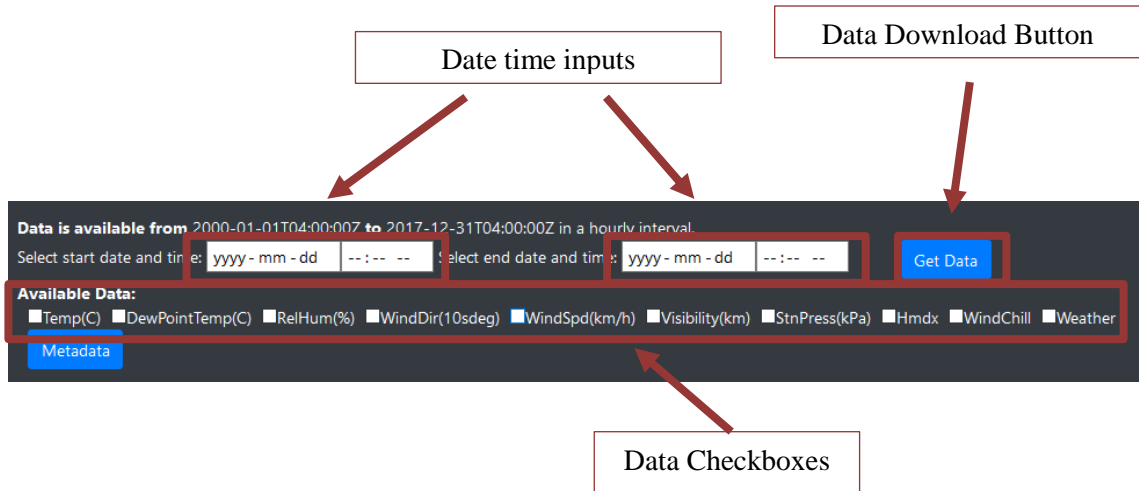 Data Download Button
Date time inputs
Data is available from 2000-01-01T04:00:00Z to 2017-12-31T04:00:00Z in a hourly interval.
Select start date and time: yyyy - mm - dd --:-- -- Select end date and time: yyyy - mm - dd --:-- -- Get Data
Available Data:
Temp(C) DewPointTemp(C) RelHum(%) WindDir(10sdeg) WindSpd(km/h) Visibility(km) StnPress(kPa) Hmdx WindChill Weather
Metadata
Data Checkboxes